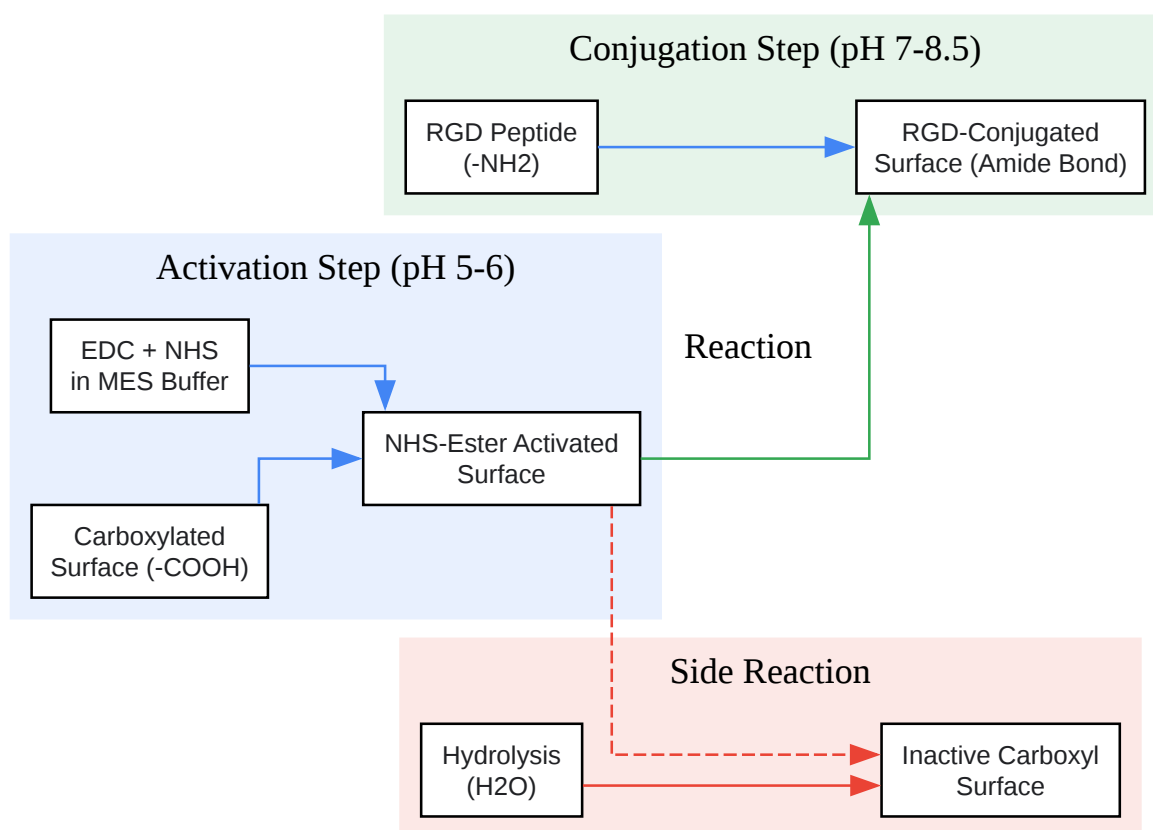 Conjugation Step (pH 7-8.5)
RGD Peptide
(-NH2)
RGD-Conjugated
Surface (Amide Bond)
Activation Step (pH 5-6)
EDC + NHS
in MES Buffer
Reaction
NHS-Ester Activated
Surface
Carboxylated
Surface (-COOH)
Side Reaction
Hydrolysis
(H2O)
Inactive Carboxyl
Surface